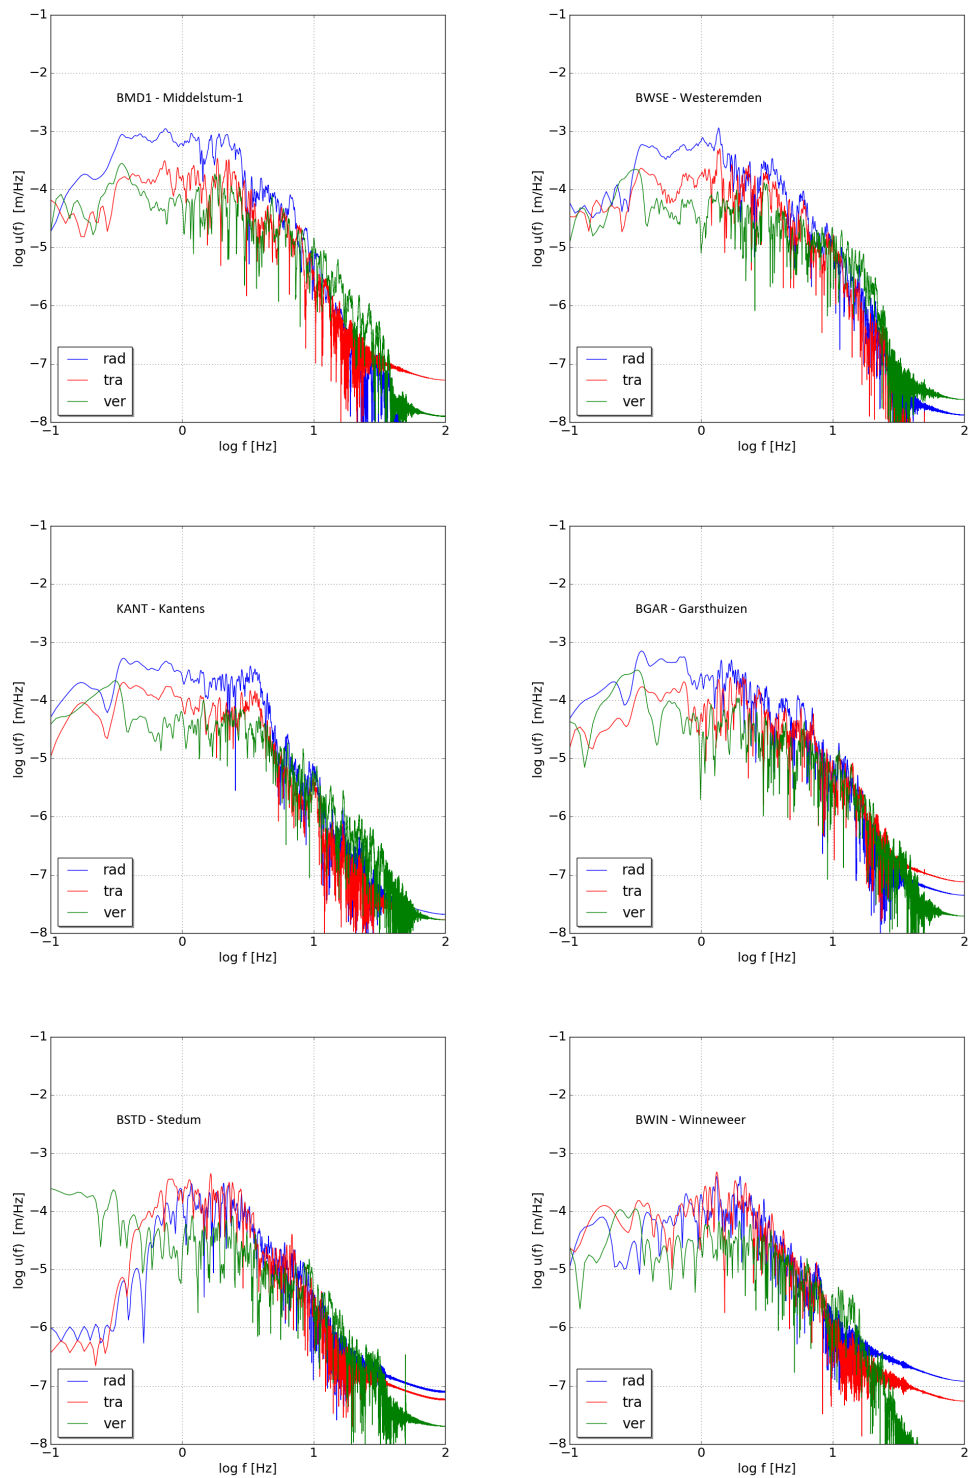 −1
−2
−3
−4
−5
−6
−7
−8
log u(f) [m/Hz]
BMD1 - Middelstum-1
rad
tra
ver
−1 0 1 2
log f [Hz]
−1
−2
−3
−4
−5
−6
−7
−8
log u(f) [m/Hz]
BWSE - Westeremden
rad
tra
ver
−1 0 1 2
log f [Hz]
−1
−2
−3
−4
−5
−6
−7
−8
log u(f) [m/Hz]
KANT - Kantens
rad
tra
ver
−1 0 1 2
log f [Hz]
−1
−2
−3
−4
−5
−6
−7
−8
log u(f) [m/Hz]
BGAR - Garsthuizen
rad
tra
ver
−1 0 1 2
log f [Hz]
−1
−2
−3
−4
−5
−6
−7
−8
log u(f) [m/Hz]
BSTD - Stedum
rad
tra
ver
−1 0 1 2
log f [Hz]
−1
−2
−3
−4
−5
−6
−7
−8
log u(f) [m/Hz]
BWIN - Winneweer
rad
tra
ver
−1 0 1 2
log f [Hz]